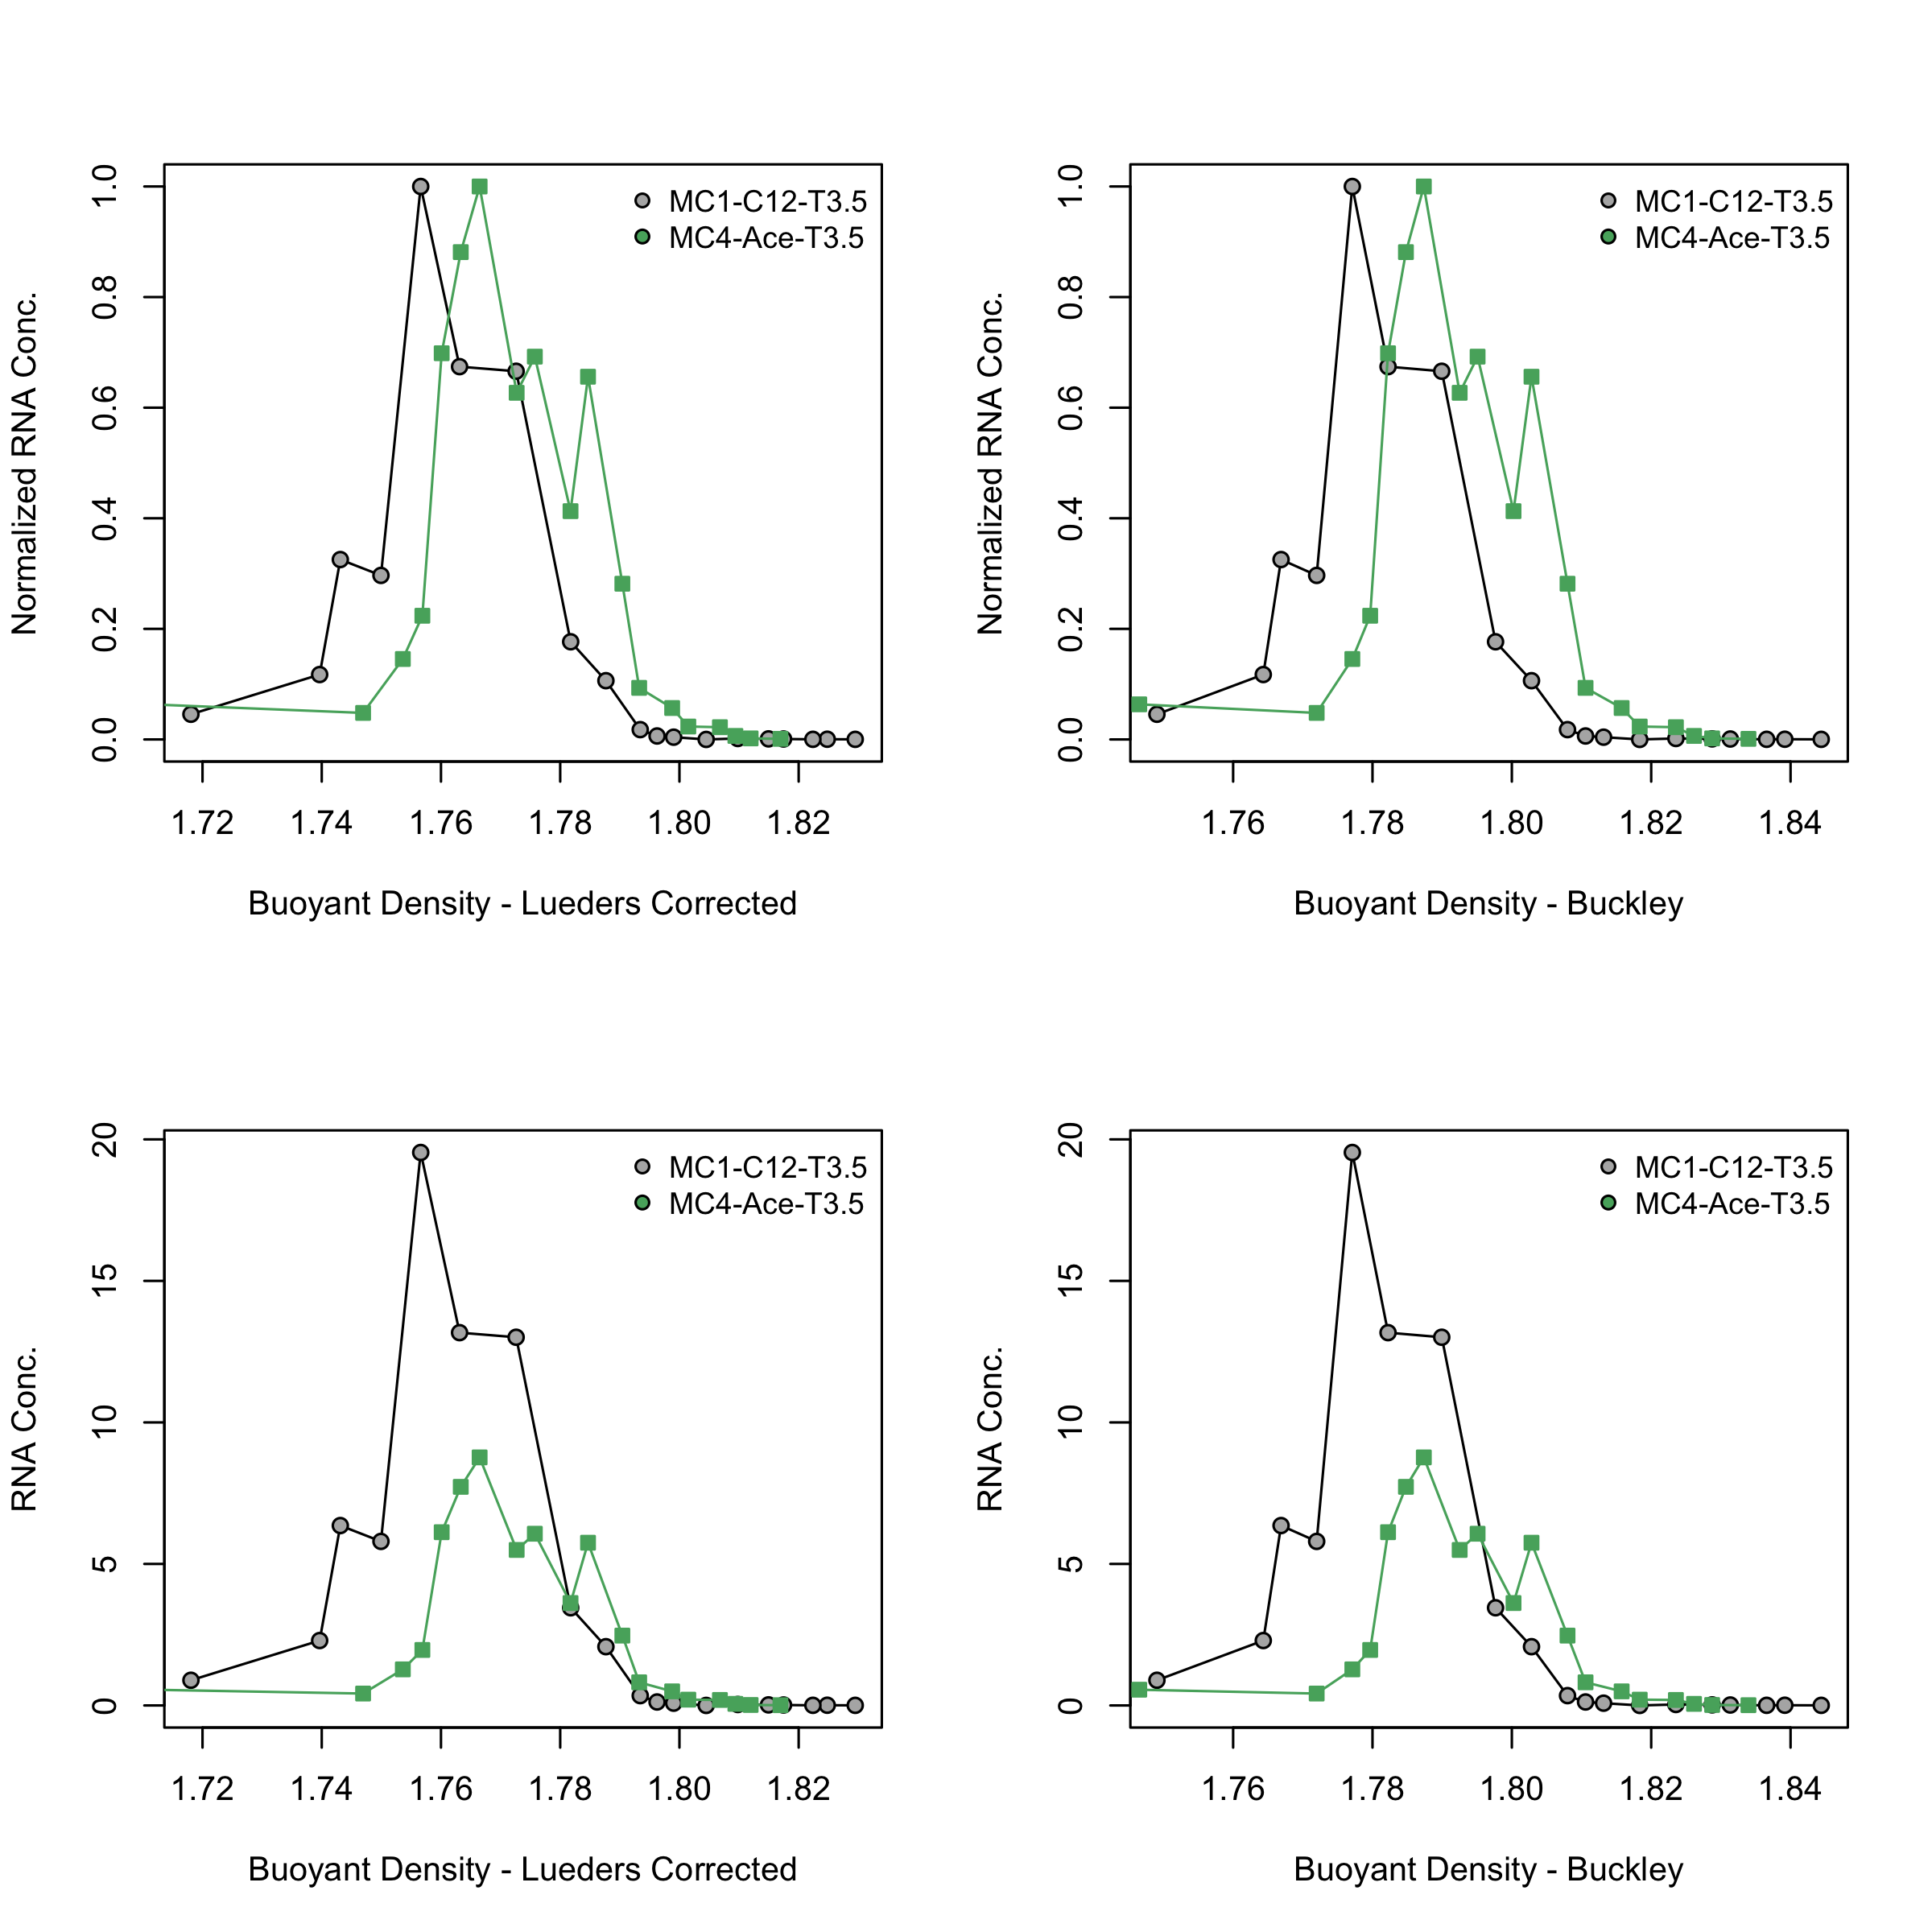 Normalized RNA Conc.
1.0
0.8
0.6
0.4
0.2
0.0
MC1-C12-T3.5
MC4-Ace-T3.5
1.72 1.74 1.76 1.78 1.80 1.82
Buoyant Density - Lueders Corrected
Normalized RNA Conc.
1.0
0.8
0.6
0.4
0.2
0.0
MC1-C12-T3.5
MC4-Ace-T3.5
1.76 1.78 1.80 1.82 1.84
Buoyant Density - Buckley
RNA Conc.
20
15
10
5
0
MC1-C12-T3.5
MC4-Ace-T3.5
1.72 1.74 1.76 1.78 1.80 1.82
Buoyant Density - Lueders Corrected
RNA Conc.
20
15
10
5
0
MC1-C12-T3.5
MC4-Ace-T3.5
1.76 1.78 1.80 1.82 1.84
Buoyant Density - Buckley